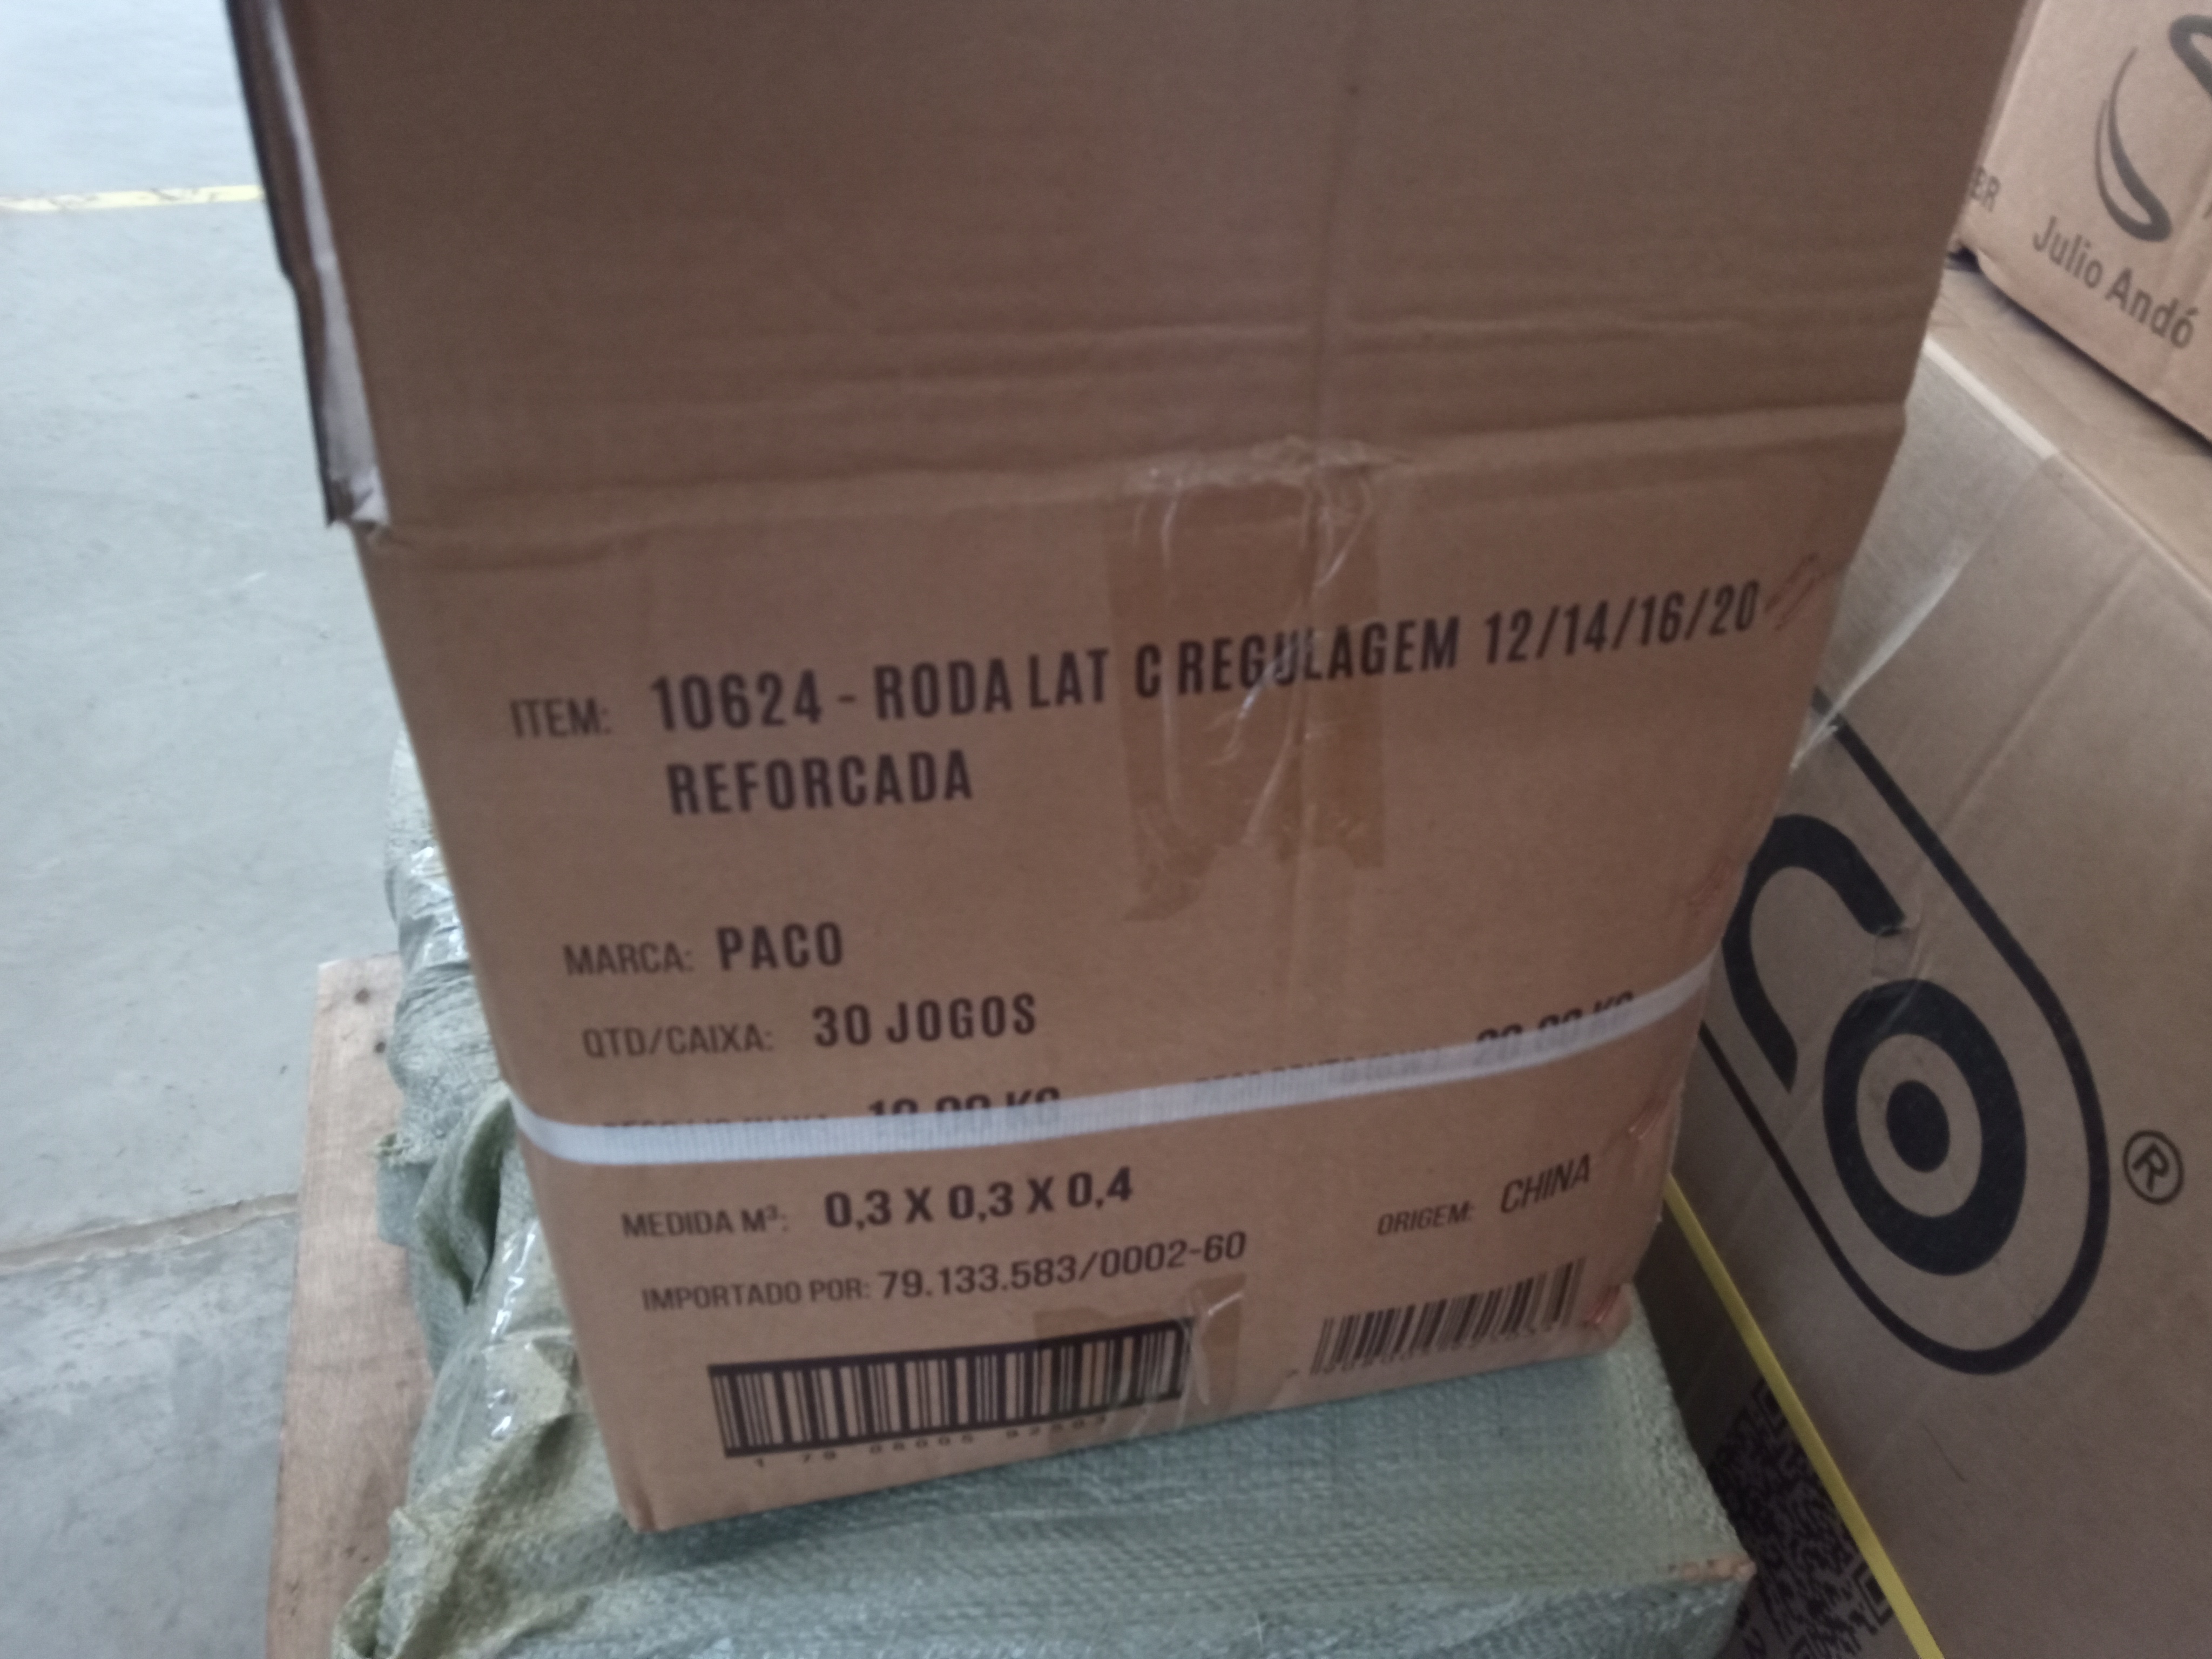 ITEM: 10624 - RODA LAT C REGULAGEM 12/14/16/20
REFORCADA
MARCA: PACO
QTD/CAIXA: 30 JOGOS
MEDIDA M³: 0,3 X 0,3 X 0,4
ORIGEM: CHINA
IMPORTADO POR: 79.133.583/0002-60
Julio Andó
®